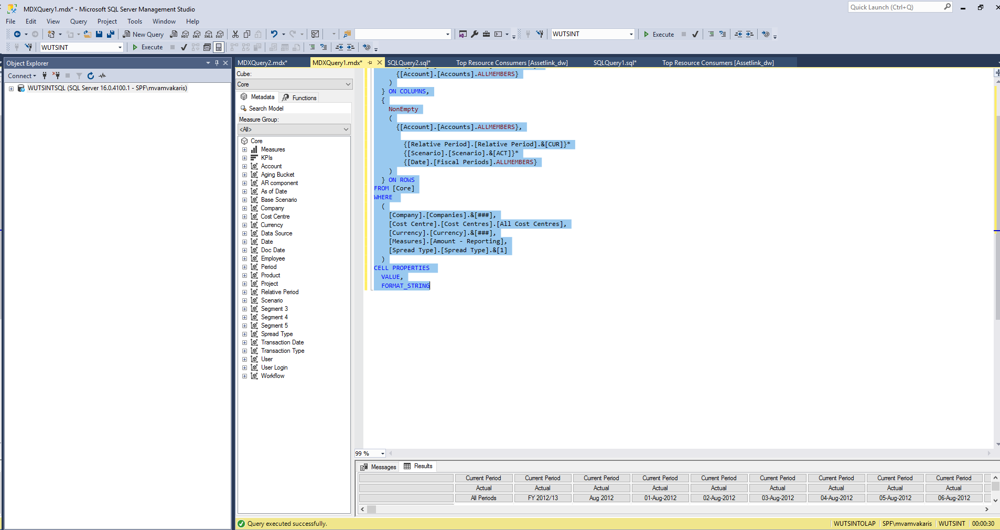 MDXQuery1.mdx* - Microsoft SQL Server Management Studio
Quick Launch (Ctrl+Q)
File Edit View Query Project Tools Window Help
New Query
MDX DMX XMLA DAX
WUTSINT
Execute
WUTSINT
Execute
Object Explorer
Connect
WUTSINTSQL (SQL Server 16.0.4100.1 - SPF\mvamvakaris)
MDXQuery2.mdx*
MDXQuery1.mdx*
SQLQuery2.sql*
Top Resource Consumers [Assetlink_dw]
SQLQuery1.sql*
Top Resource Consumers [Assetlink_dw]
Cube:
Core
Metadata
Functions
Search Model
Measure Group:
<All>
Core
Measures
KPIs
Account
Aging Bucket
AR component
As of Date
Base Scenario
Company
Cost Centre
Currency
Data Source
Date
Doc Date
Employee
Period
Product
Project
Relative Period
Scenario
Segment 3
Segment 4
Segment 5
Spread Type
Transaction Date
Transaction Type
User
User Login
Workflow
{[Account].[Accounts].ALLMEMBERS}
)
} ON COLUMNS,
{
NonEmpty
(
{[Account].[Accounts].ALLMEMBERS},
{[Relative Period].[Relative Period].&[CUR]}*
{[Scenario].[Scenario].&[ACT]}*
{[Date].[Fiscal Periods].ALLMEMBERS}
)
} ON ROWS
FROM [Core]
WHERE
(
[Company].[Companies].&[###],
[Cost Centre].[Cost Centres].[All Cost Centres],
[Currency].[Currency].&[###],
[Measures].[Amount - Reporting],
[Spread Type].[Spread Type].&[1]
)
CELL PROPERTIES
VALUE,
FORMAT_STRING
99 %
Messages
Results
Current Period Current Period Current Period Current Period Current Period Current Period Current Period Current Period Current Period
Actual Actual Actual Actual Actual Actual Actual Actual Actual
All Periods FY 2012/13 Aug 2012 01-Aug-2012 02-Aug-2012 03-Aug-2012 04-Aug-2012 05-Aug-2012 06-Aug-2012
Query executed successfully.
WUTSINTOLAP SPF\mvamvakaris WUTSINT 00:00:30